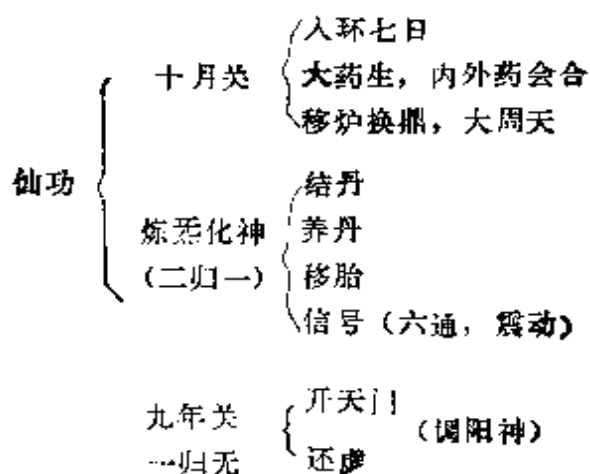 入环七日
十月关
大药生，内外药会合
移炉换鼎，大周天
仙功
结丹
炼炁化神
养丹
（二归一）
移胎
信号（六通，震动）
九年关
开天门
（调阳神）
一归无
还虚